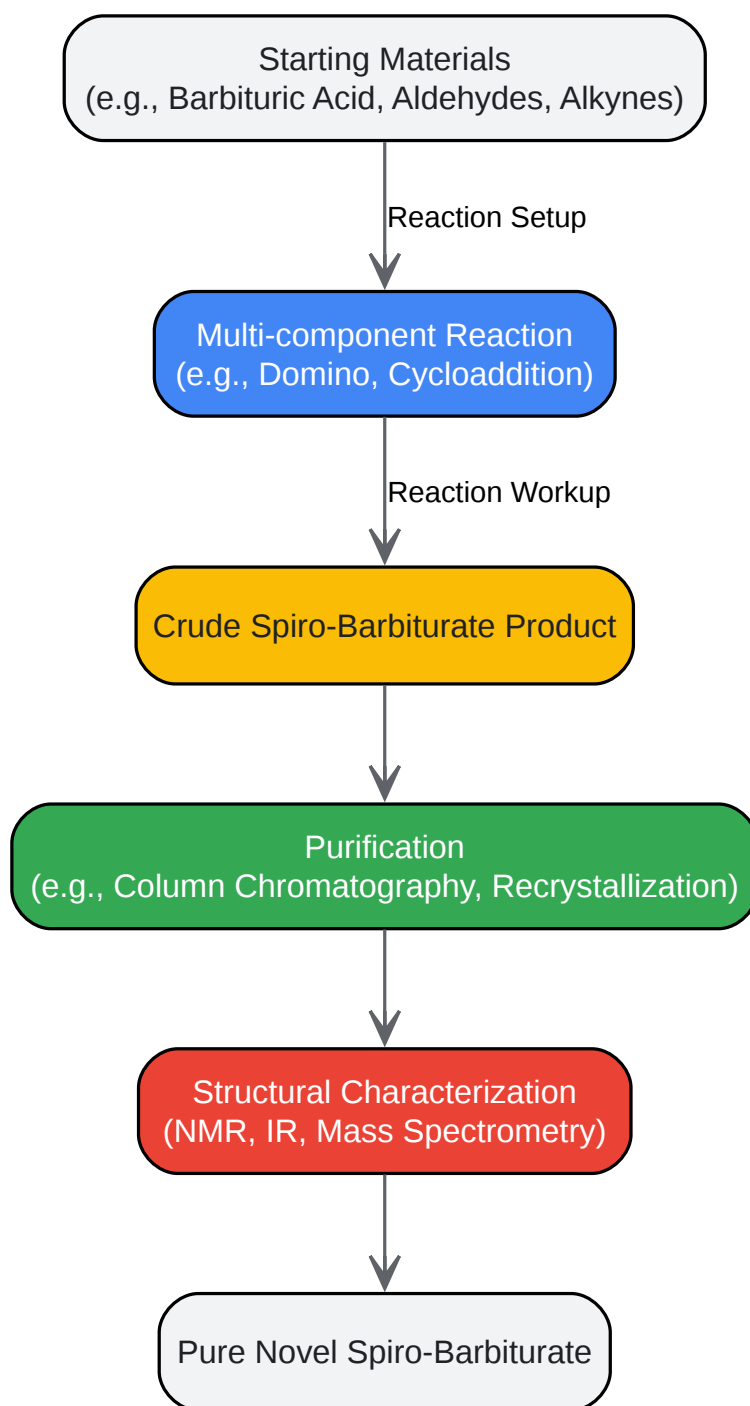 Starting Materials
(e.g., Barbituric Acid, Aldehydes, Alkynes)
Reaction Setup
Multi-component Reaction
(e.g., Domino, Cycloaddition)
Reaction Workup
Crude Spiro-Barbiturate Product
Purification
(e.g., Column Chromatography, Recrystallization)
Structural Characterization
(NMR, IR, Mass Spectrometry)
Pure Novel Spiro-Barbiturate